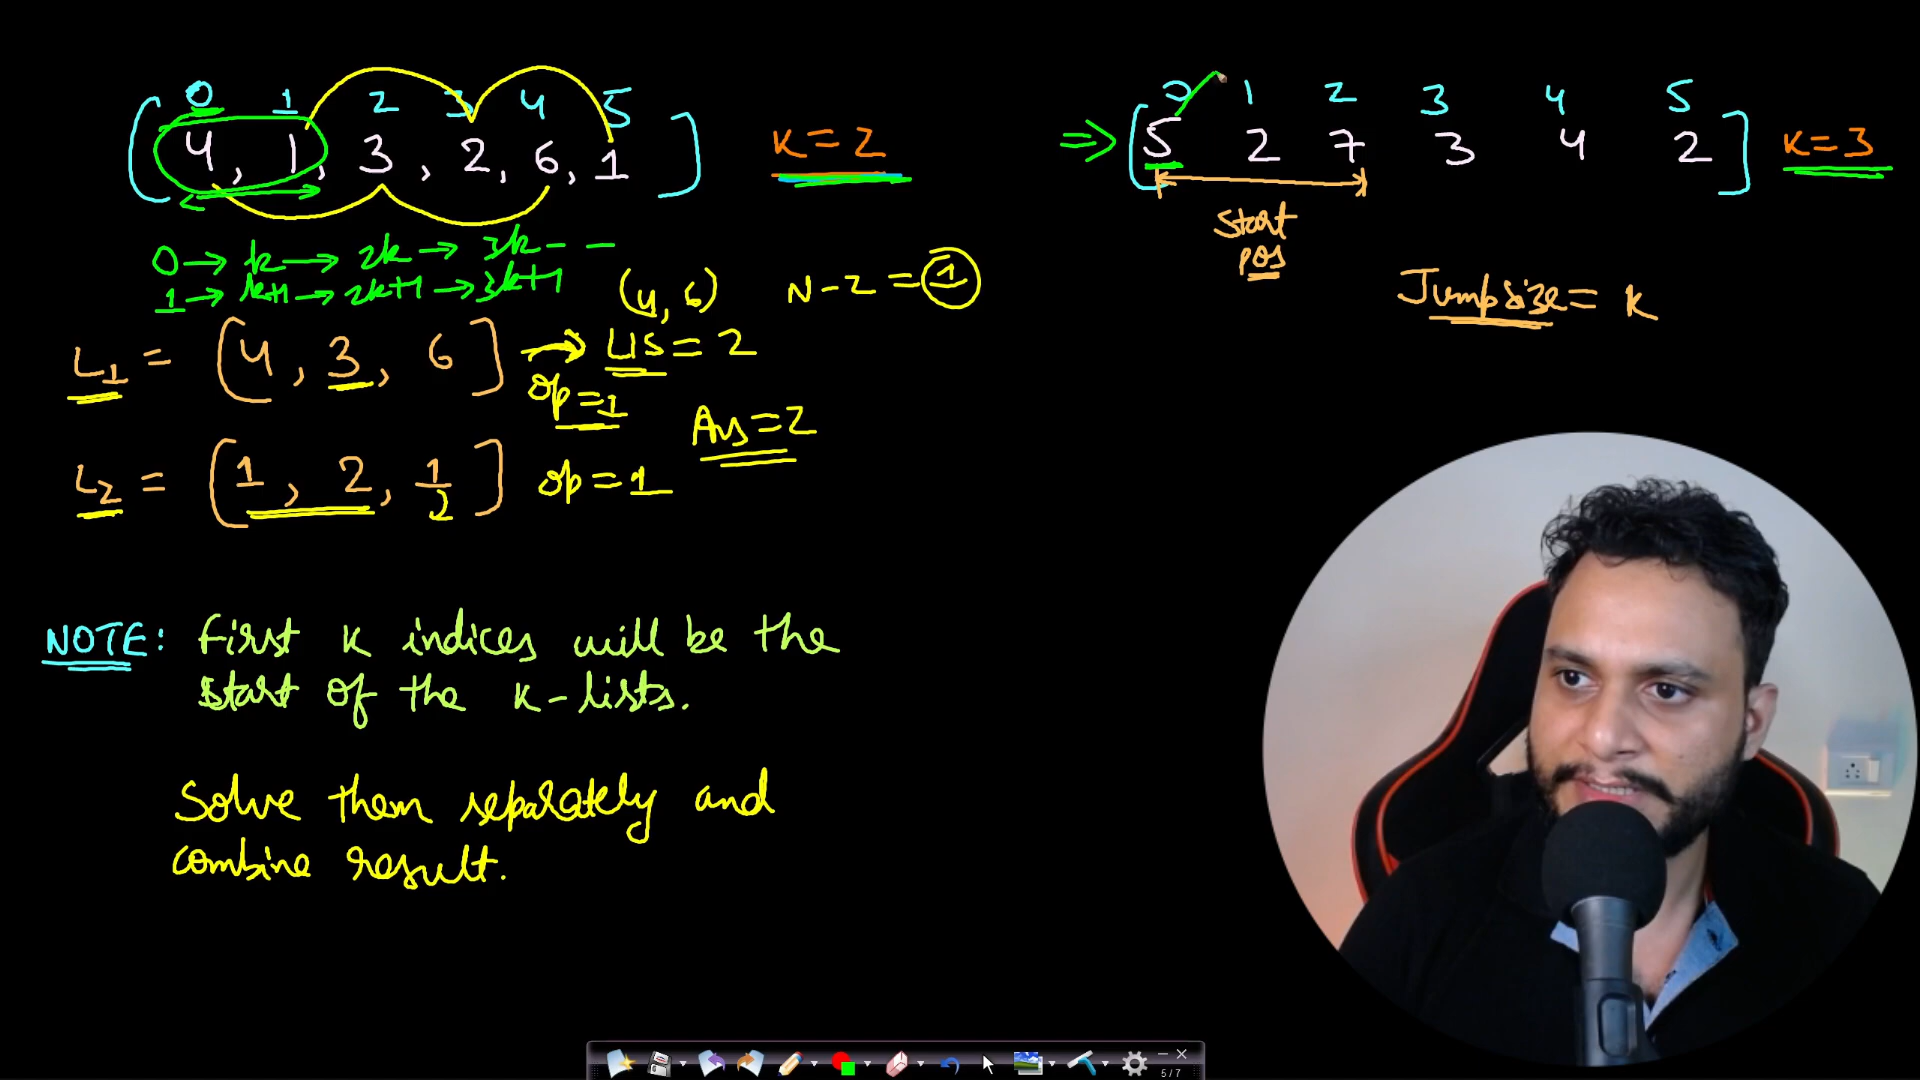 0 1 2 3 4 5
[4, 1, 3, 2, 6, 1] K=2
0 → k → 2k → 3k - -
1 → k+1 → 2k+1 → 3k+1
(4, 6) N-2 = 1
L1 = [4, 3, 6] → LIS = 2
op = 1
Ans = 2
L2 = [1, 2, 1] op = 1
2
NOTE: First K indices will be the
start of the K-lists.
Solve them separately and
combine result.
0 1 2 3 4 5
⇒ [5 2 7 3 4 2] K=3
Start
pos
Jumpsize = K
5/7